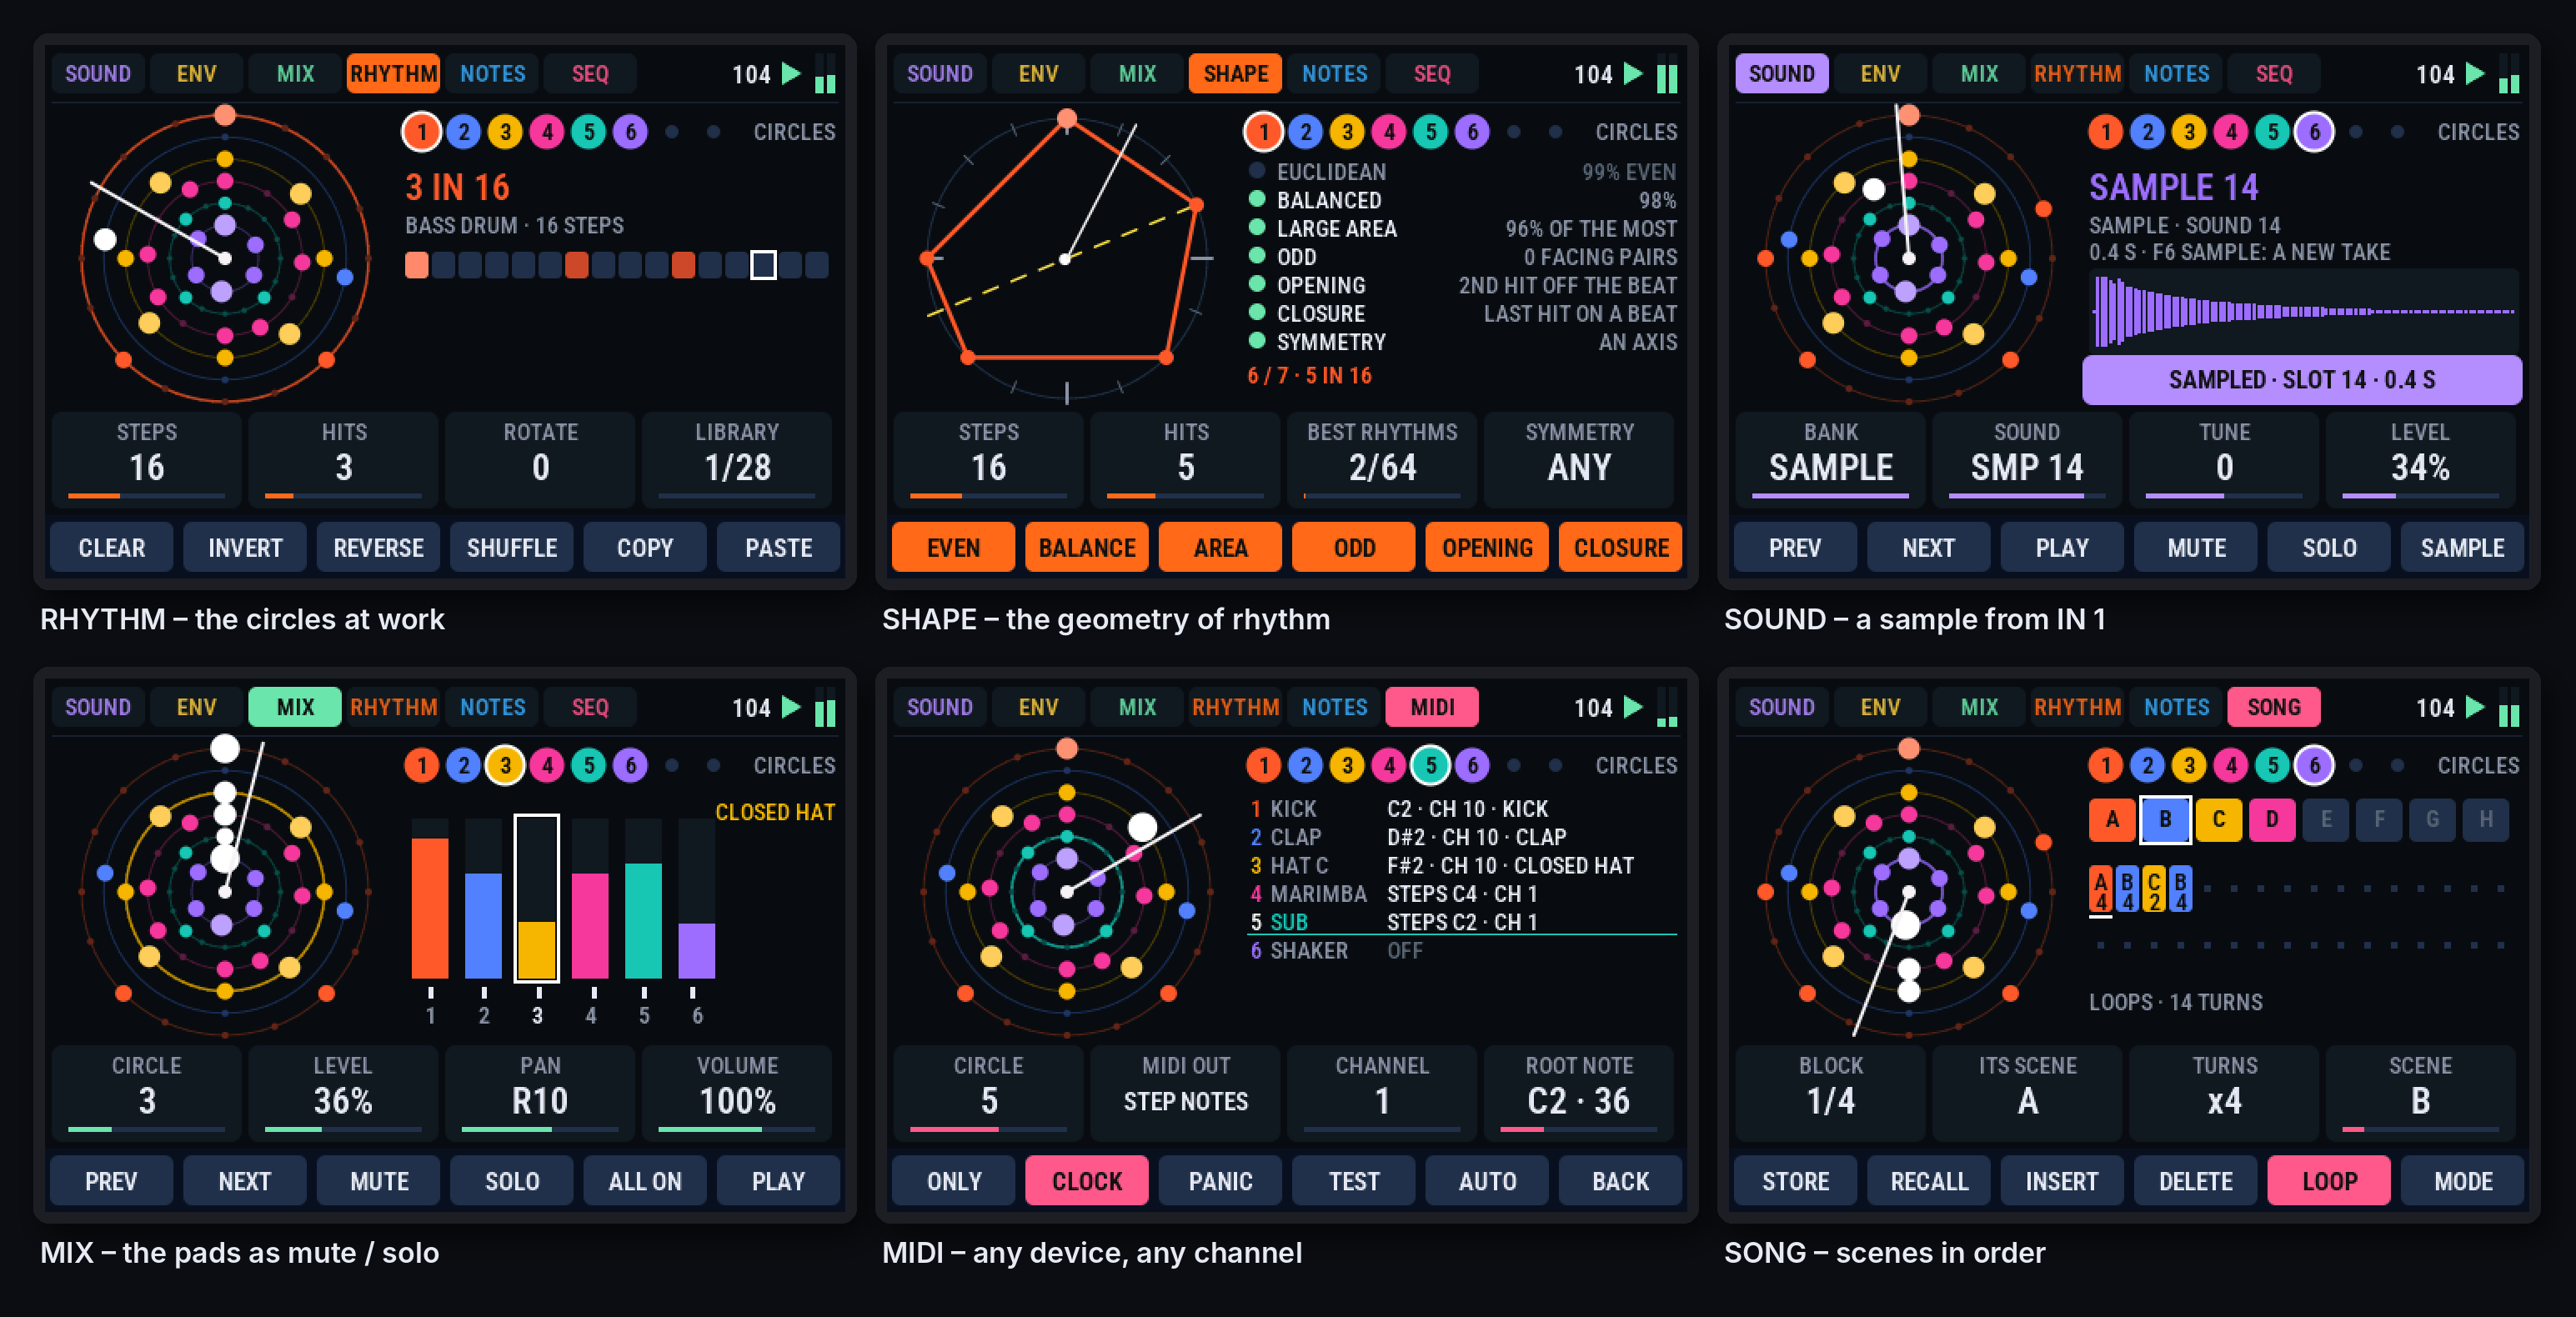 SOUND ENV MIX RHYTHM NOTES SEQ 104
1 2 3 4 5 6 CIRCLES
3 IN 16
BASS DRUM · 16 STEPS
STEPS HITS ROTATE LIBRARY
16 3 0 1/28
CLEAR INVERT REVERSE SHUFFLE COPY PASTE
RHYTHM – the circles at work
SOUND ENV MIX SHAPE NOTES SEQ 104
1 2 3 4 5 6 CIRCLES
EUCLIDEAN 99% EVEN
BALANCED 98%
LARGE AREA 96% OF THE MOST
ODD 0 FACING PAIRS
OPENING 2ND HIT OFF THE BEAT
CLOSURE LAST HIT ON A BEAT
SYMMETRY AN AXIS
6 / 7 · 5 IN 16
STEPS HITS BEST RHYTHMS SYMMETRY
16 5 2/64 ANY
EVEN BALANCE AREA ODD OPENING CLOSURE
SHAPE – the geometry of rhythm
SOUND ENV MIX RHYTHM NOTES SEQ 104
1 2 3 4 5 6 CIRCLES
SAMPLE 14
SAMPLE · SOUND 14
0.4 S · F6 SAMPLE: A NEW TAKE
SAMPLED · SLOT 14 · 0.4 S
BANK SOUND TUNE LEVEL
SAMPLE SMP 14 0 34%
PREV NEXT PLAY MUTE SOLO SAMPLE
SOUND – a sample from IN 1
SOUND ENV MIX RHYTHM NOTES SEQ 104
1 2 3 4 5 6 CIRCLES
CLOSED HAT
1 2 3 4 5 6
CIRCLE LEVEL PAN VOLUME
3 36% R10 100%
PREV NEXT MUTE SOLO ALL ON PLAY
MIX – the pads as mute / solo
SOUND ENV MIX RHYTHM NOTES MIDI 104
1 2 3 4 5 6 CIRCLES
1 KICK C2 · CH 10 · KICK
2 CLAP D#2 · CH 10 · CLAP
3 HAT C F#2 · CH 10 · CLOSED HAT
4 MARIMBA STEPS C4 · CH 1
5 SUB STEPS C2 · CH 1
6 SHAKER OFF
CIRCLE MIDI OUT CHANNEL ROOT NOTE
5 STEP NOTES 1 C2 · 36
ONLY CLOCK PANIC TEST AUTO BACK
MIDI – any device, any channel
SOUND ENV MIX RHYTHM NOTES SONG 104
1 2 3 4 5 6 CIRCLES
A B C D E F G H
A B C B
4 4 2 4
LOOPS · 14 TURNS
BLOCK ITS SCENE TURNS SCENE
1/4 A x4 B
STORE RECALL INSERT DELETE LOOP MODE
SONG – scenes in order